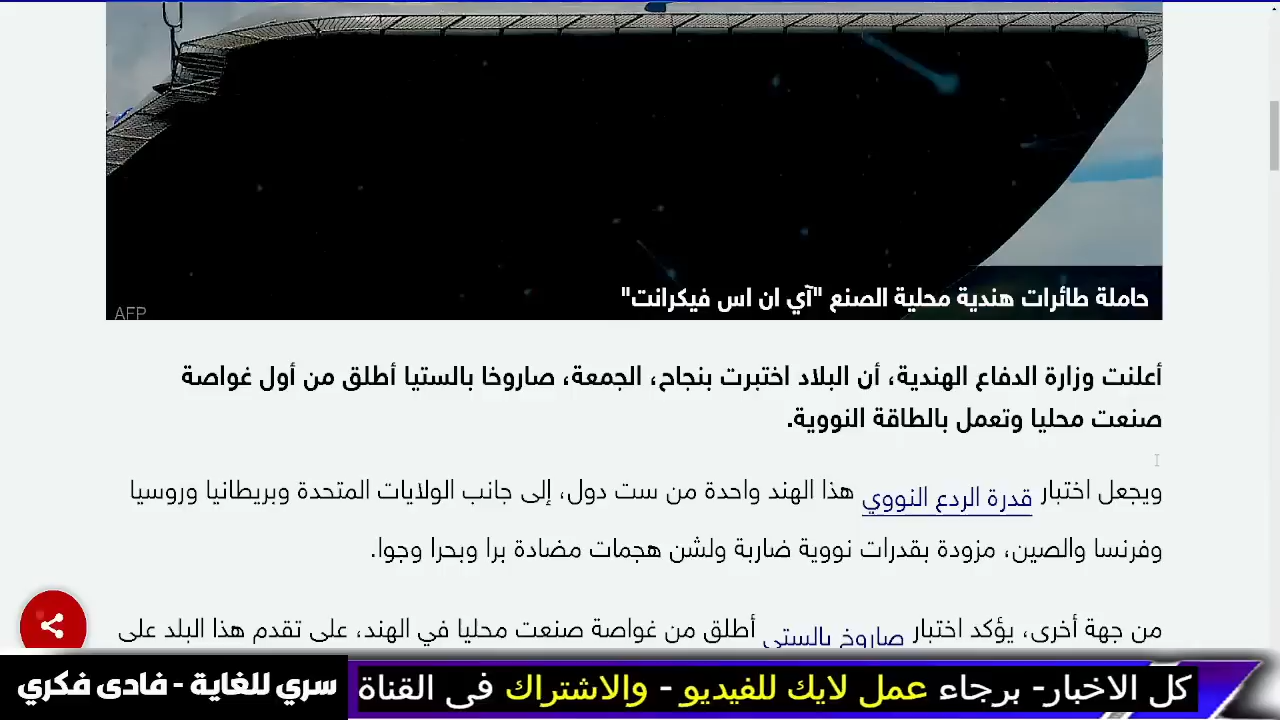 حاملة طائرات هندية محلية الصنع "آي ان اس فيكرانت"
AFP
أعلنت وزارة الدفاع الهندية، أن البلاد اختبرت بنجاح، الجمعة، صاروخا بالستيا أطلق من أول غواصة
صنعت محليا وتعمل بالطاقة النووية.
ويجعل اختبار قدرة الردع النووي هذا الهند واحدة من ست دول، إلى جانب الولايات المتحدة وبريطانيا وروسيا
وفرنسا والصين، مزودة بقدرات نووية ضاربة ولشن هجمات مضادة برا وبحرا وجوا.
من جهة أخرى، يؤكد اختبار صاروخ بالستي أطلق من غواصة صنعت محليا في الهند، على تقدم هذا البلد على
كل الاخبار- برجاء عمل لايك للفيديو - والاشتراك فى القناة
سري للغاية - فادى فكري